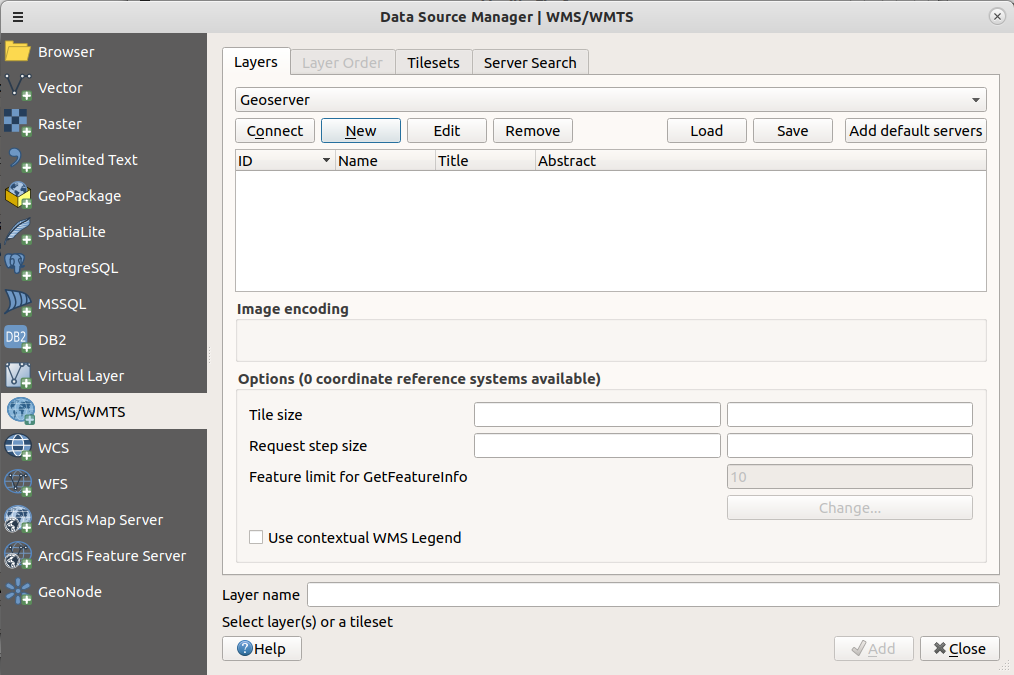 Data Source Manager | WMS/WMTS
Browser
Vector
Raster
Delimited Text
GeoPackage
SpatiaLite
PostgreSQL
MSSQL
DB2
DB2
Virtual Layer
WMS/WMTS
WCS
WFS
ArcGIS Map Server
ArcGIS Feature Server
GeoNode
Layers Layer Order Tilesets Server Search
Geoserver
Connect New Edit Remove Load Save Add default servers
ID Name Title Abstract
Image encoding
Options (0 coordinate reference systems available)
Tile size
Request step size
Feature limit for GetFeatureInfo 10
Change...
Use contextual WMS Legend
Layer name
Select layer(s) or a tileset
?Help Add Close